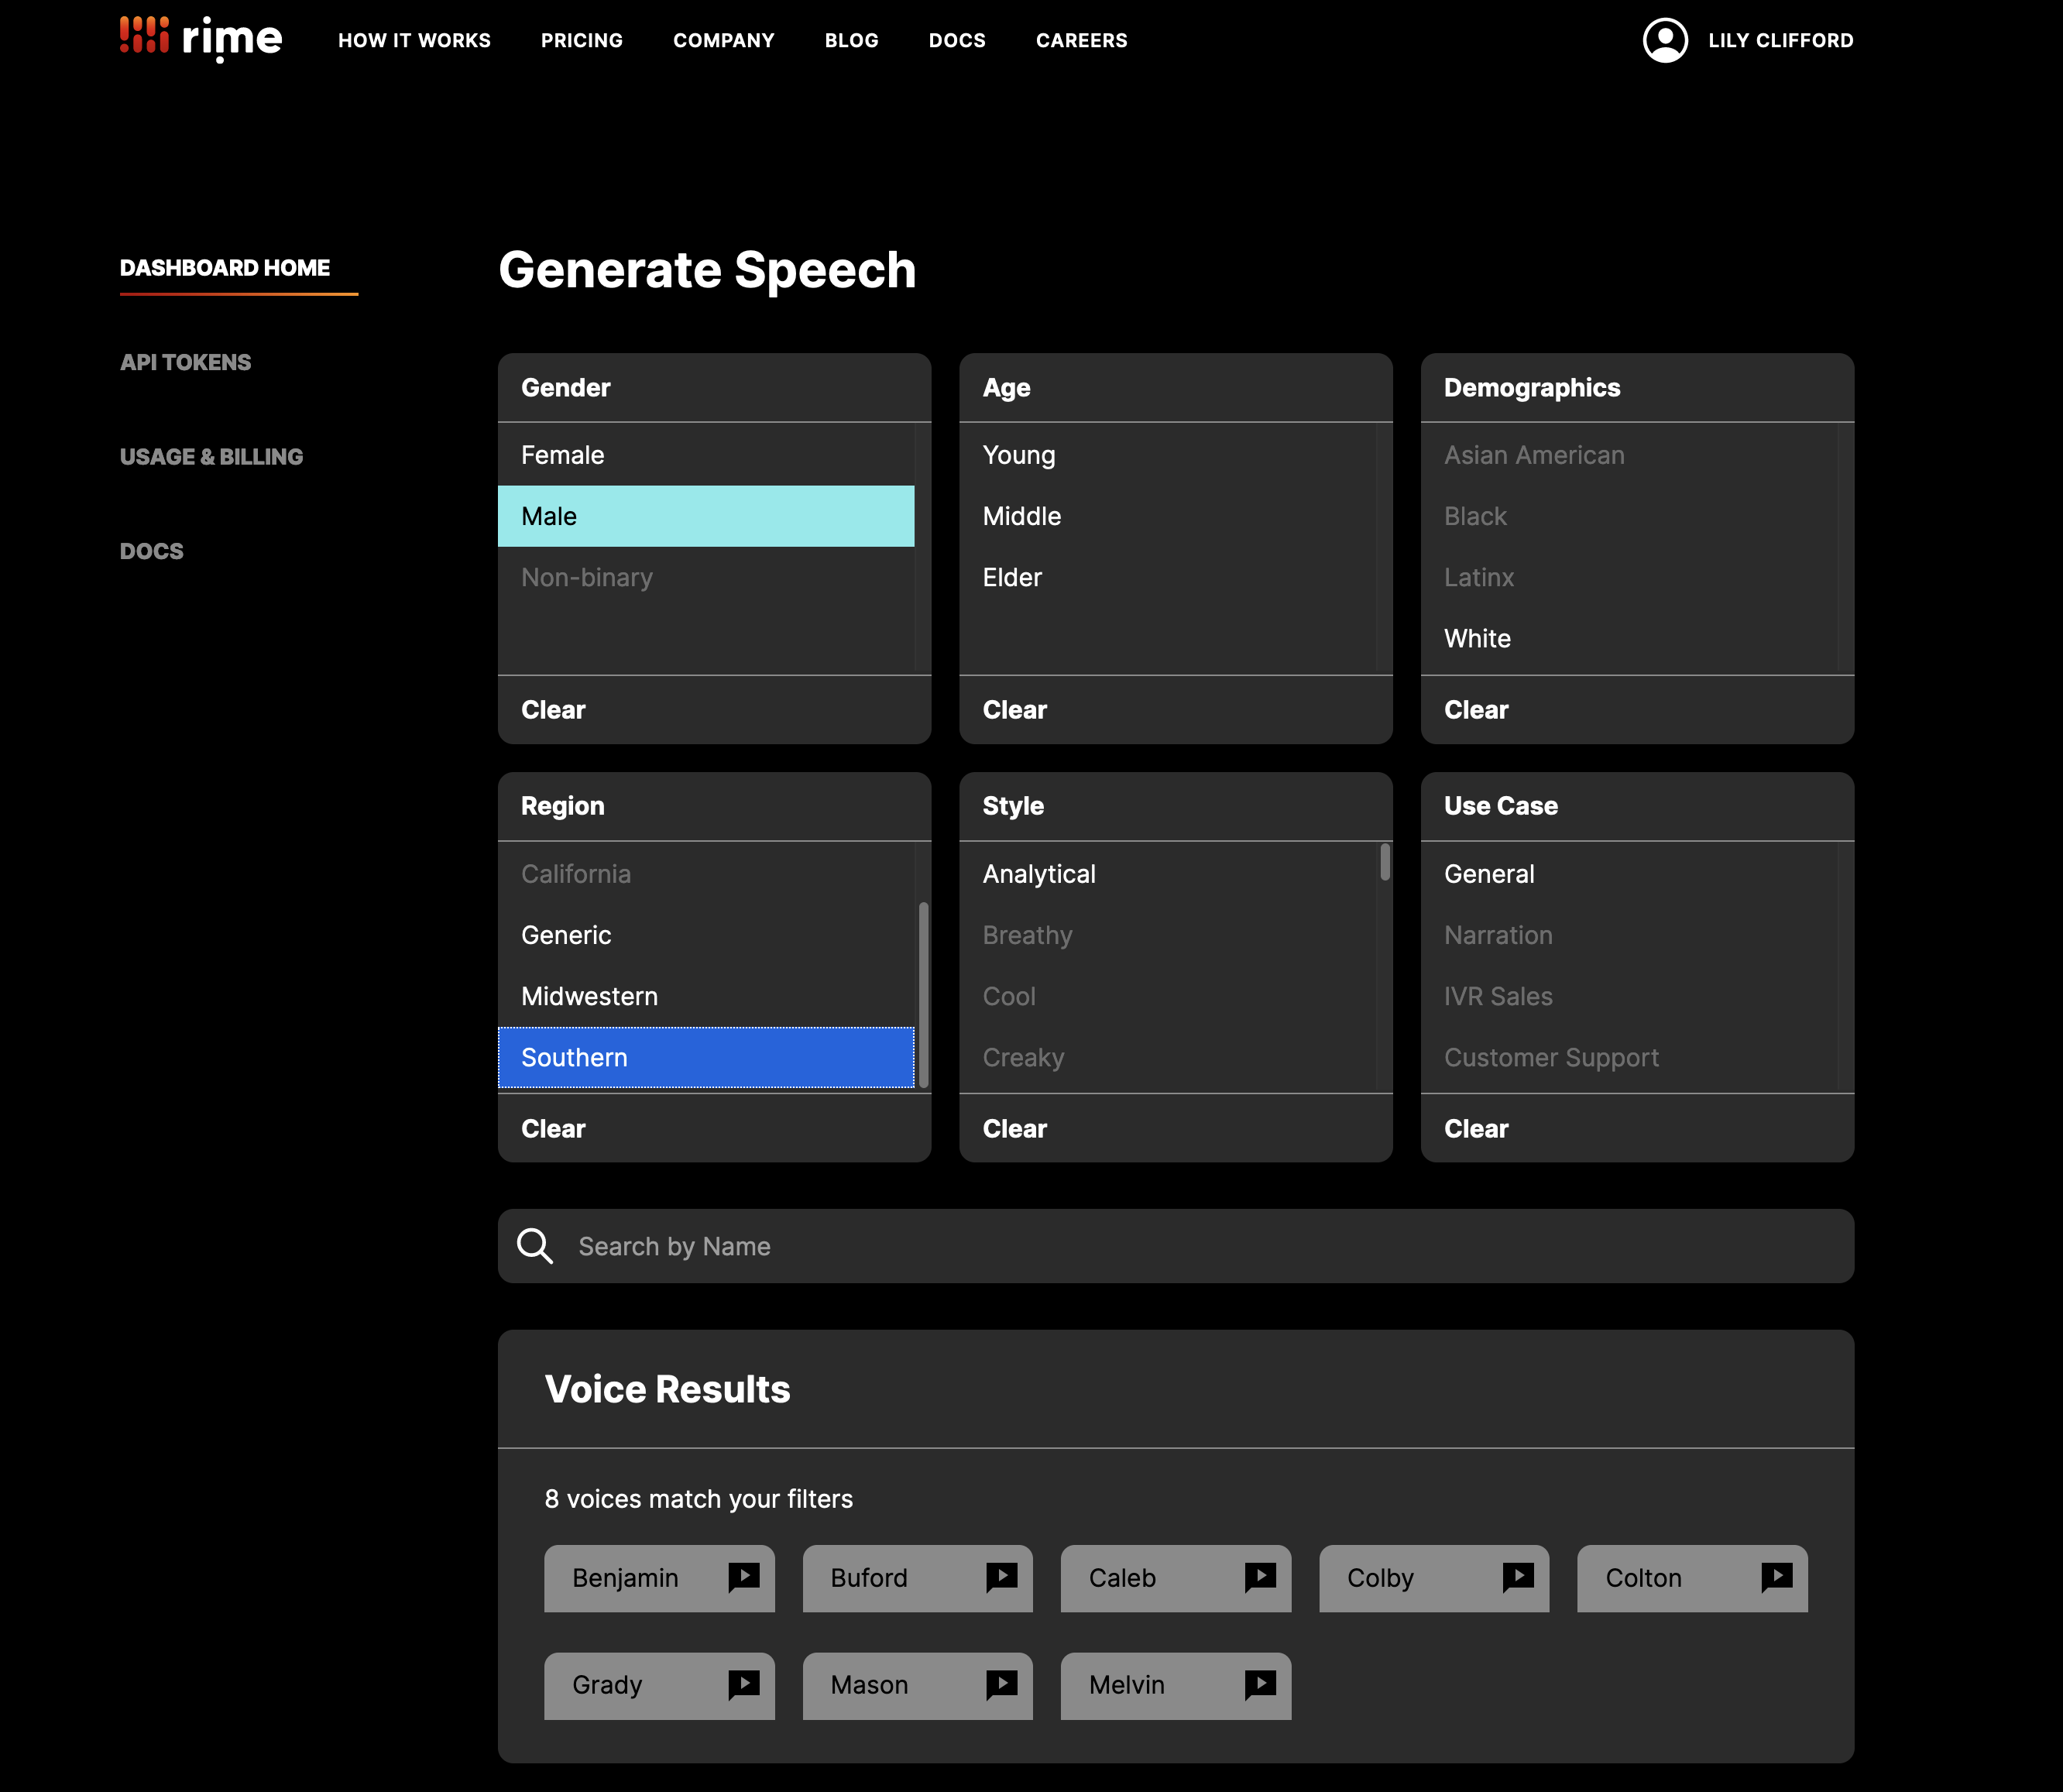 rime HOW IT WORKS PRICING COMPANY BLOG DOCS CAREERS LILY CLIFFORD
DASHBOARD HOME
API TOKENS
USAGE & BILLING
DOCS
Generate Speech
Gender
Female
Male
Non-binary
Clear
Age
Young
Middle
Elder
Clear
Demographics
Asian American
Black
Latinx
White
Clear
Region
California
Generic
Midwestern
Southern
Clear
Style
Analytical
Breathy
Cool
Creaky
Clear
Use Case
General
Narration
IVR Sales
Customer Support
Clear
Search by Name
Voice Results
8 voices match your filters
Benjamin Buford Caleb Colby Colton
Grady Mason Melvin